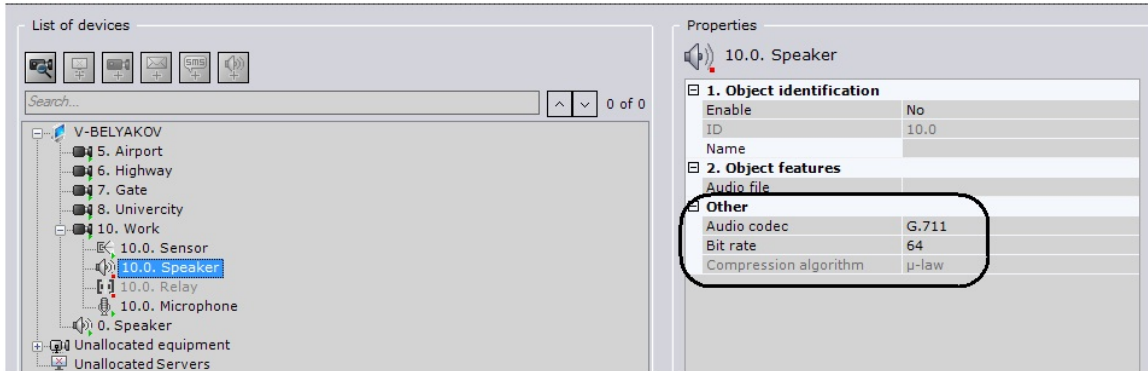 List of devices
SMS
Search...
0 of 0
V-BELYAKOV
5. Airport
6. Highway
7. Gate
8. Univercity
10. Work
10.0. Sensor
10.0. Speaker
10.0. Relay
10.0. Microphone
0. Speaker
Unallocated equipment
Unallocated Servers
Properties
10.0. Speaker
1. Object identification
Enable No
ID 10.0
Name
2. Object features
Audio file
Other
Audio codec G.711
Bit rate 64
Compression algorithm μ-law